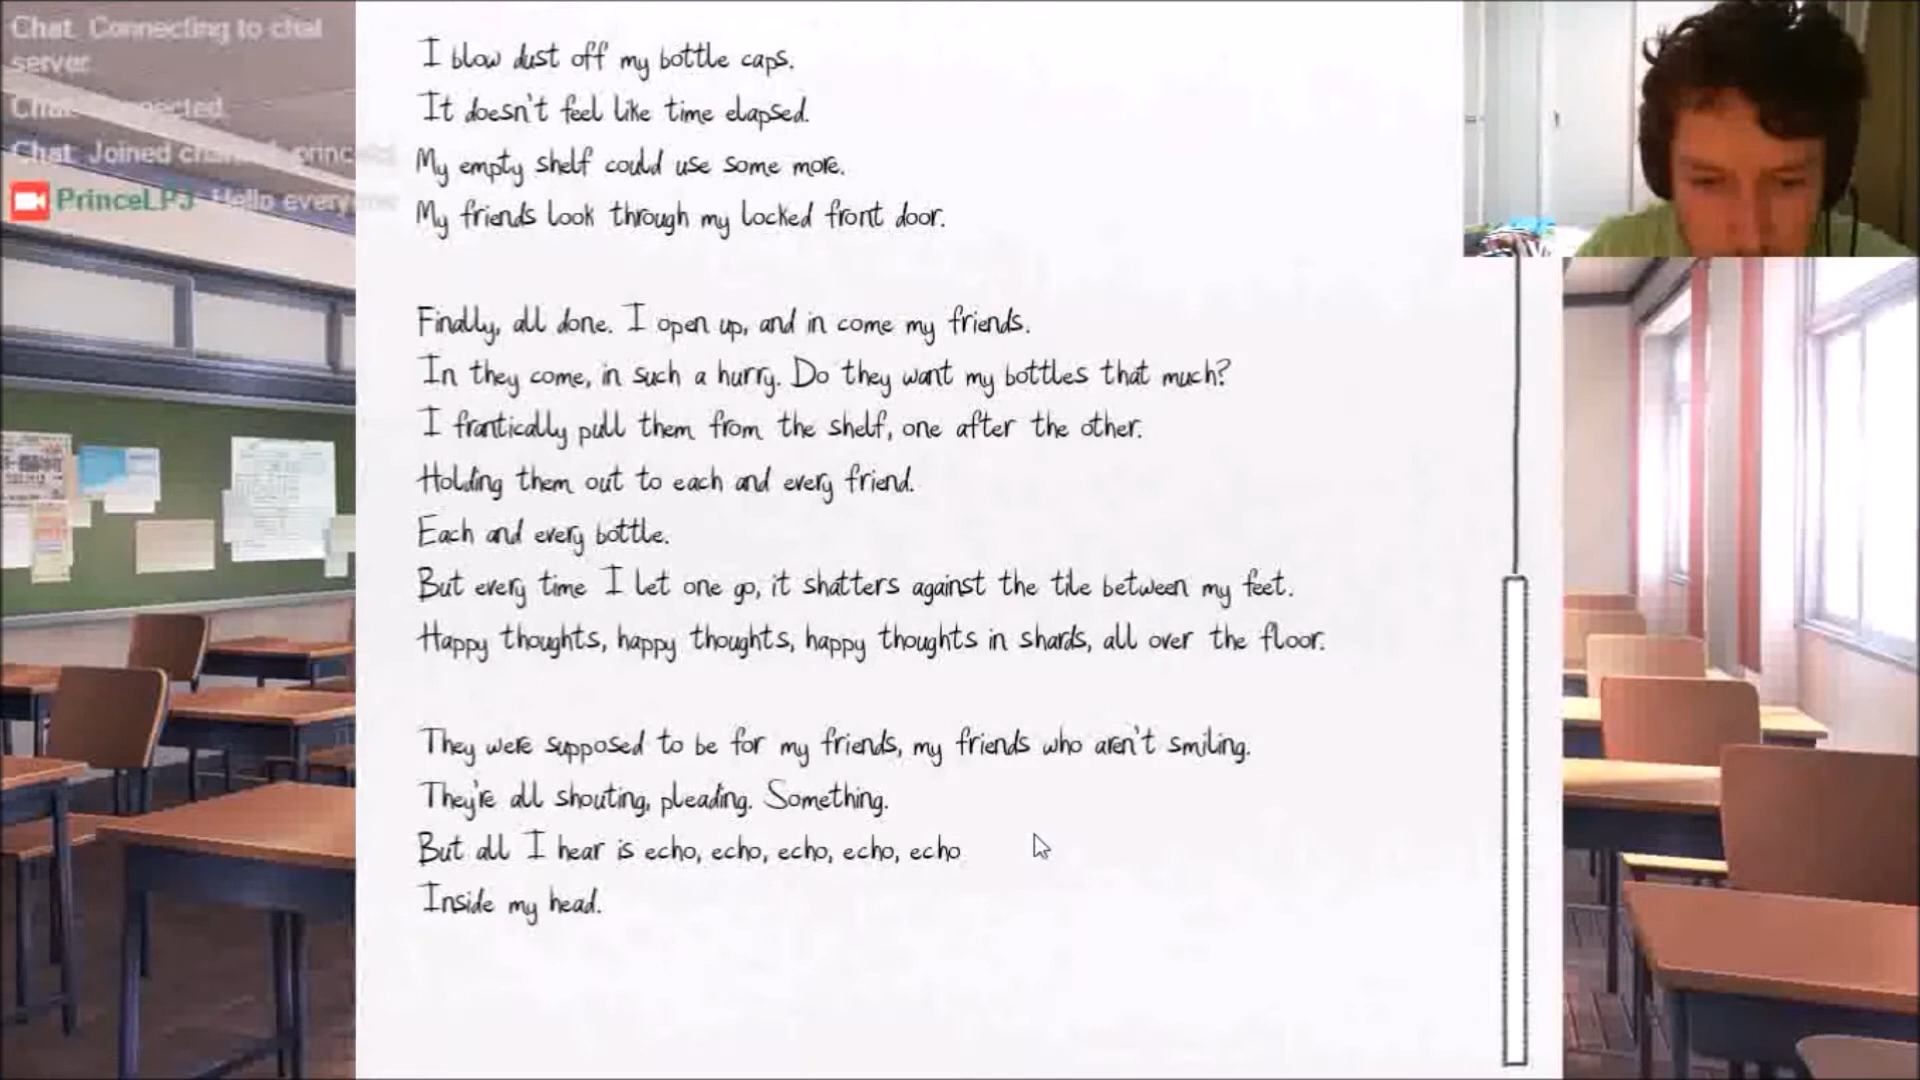 Chat Connecting to chat
server
Chat Connected.
Chat Joined
PrinceLPJ Hello everyone
I blow dust off my bottle caps.
It doesn't feel like time elapsed.
My empty shelf could use some more.
My friends look through my locked front door.
Finally, all done. I open up, and in come my friends.
In they come, in such a hurry. Do they want my bottles that much?
I frantically pull them from the shelf, one after the other.
Holding them out to each and every friend.
Each and every bottle.
But every time I let one go, it shatters against the tile between my feet.
Happy thoughts, happy thoughts, happy thoughts in shards, all over the floor.
They were supposed to be for my friends, my friends who aren't smiling.
They're all shouting, pleading. Something.
But all I hear is echo, echo, echo, echo, echo
Inside my head.